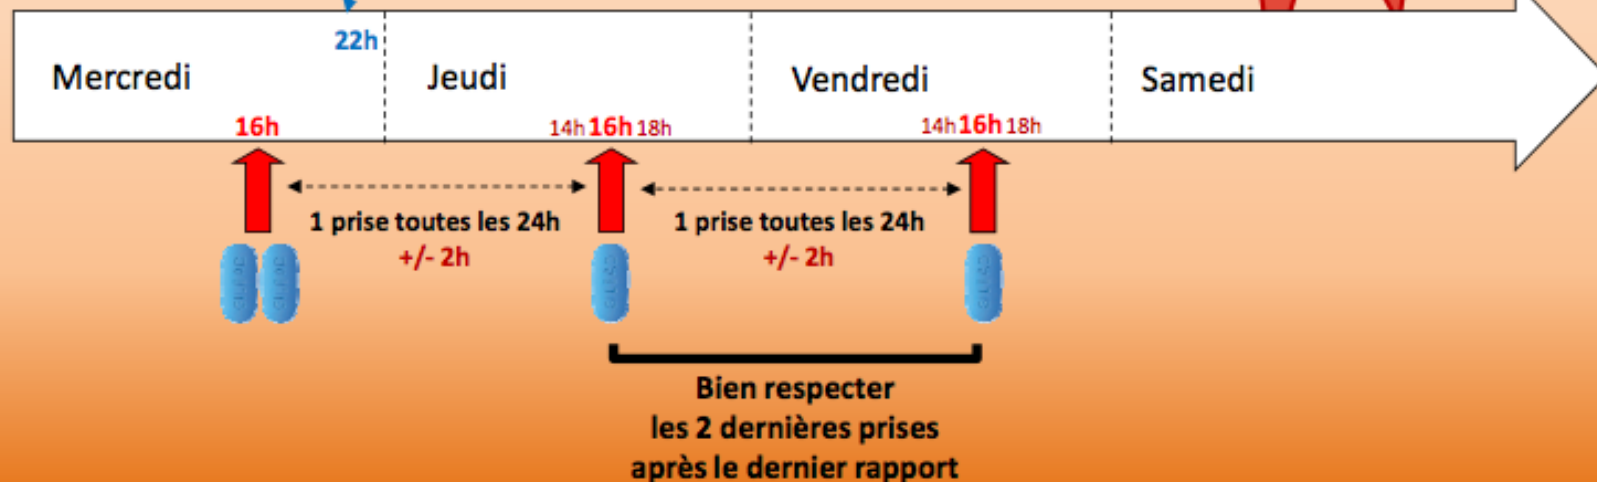 22h
Mercredi
Jeudi
Vendredi
Samedi
16h
14h 16h 18h
14h 16h 18h
1 prise toutes les 24h
+/- 2h
1 prise toutes les 24h
+/- 2h
Bien respecter
les 2 dernières prises
après le dernier rapport